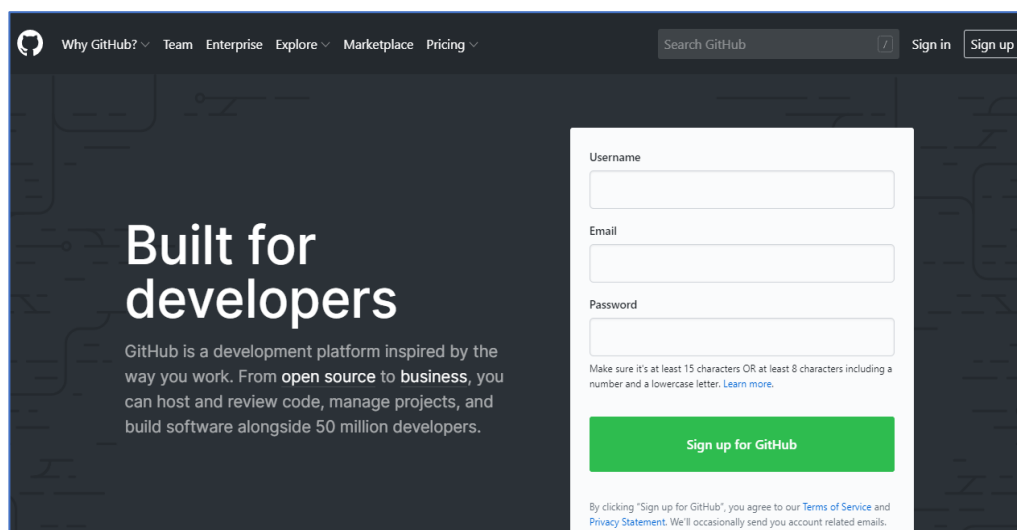 Why GitHub? Team Enterprise Explore Marketplace Pricing Search GitHub / Sign in Sign up
Built for
developers
GitHub is a development platform inspired by the
way you work. From open source to business, you
can host and review code, manage projects, and
build software alongside 50 million developers.
Username
Email
Password
Make sure it's at least 15 characters OR at least 8 characters including a
number and a lowercase letter. Learn more.
Sign up for GitHub
By clicking "Sign up for GitHub", you agree to our Terms of Service and
Privacy Statement. We'll occasionally send you account related emails.